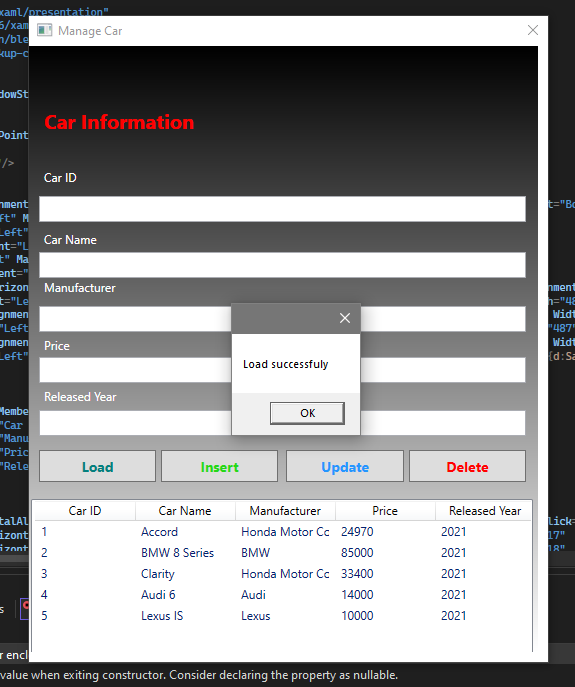 xaml/presentation"
Manage Car
Car Information
Car ID
Car Name
Manufacturer
Price
Released Year
Load successfuly
OK
Load Insert Update Delete
Car ID Car Name Manufacturer Price Released Year
1 Accord Honda Motor Cc 24970 2021
2 BMW 8 Series BMW 85000 2021
3 Clarity Honda Motor Cc 33400 2021
4 Audi 6 Audi 14000 2021
5 Lexus IS Lexus 10000 2021
value when exiting constructor. Consider declaring the property as nullable.